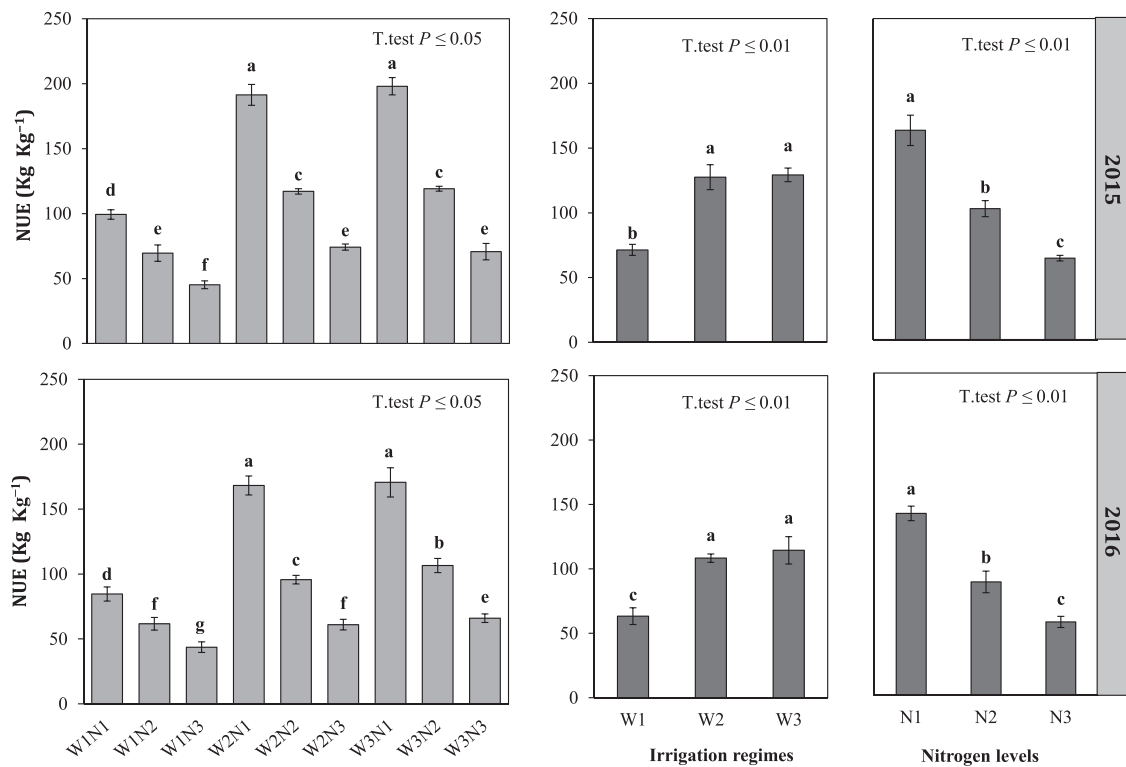 T.test P ≤ 0.05
NUE (Kg Kg⁻¹)
250
200
150
100
50
0
d
e
f
a
c
e
a
c
e
T.test P ≤ 0.01
250
200
150
100
50
0
b
a
a
T.test P ≤ 0.01
a
b
c
2015
T.test P ≤ 0.05
NUE (Kg Kg⁻¹)
250
200
150
100
50
0
d
f
g
a
c
f
a
b
e
W1N1
W1N2
W1N3
W2N1
W2N2
W2N3
W3N1
W3N2
W3N3
T.test P ≤ 0.01
250
200
150
100
50
0
c
a
a
W1 W2 W3
Irrigation regimes
T.test P ≤ 0.01
a
b
c
N1 N2 N3
Nitrogen levels
2016